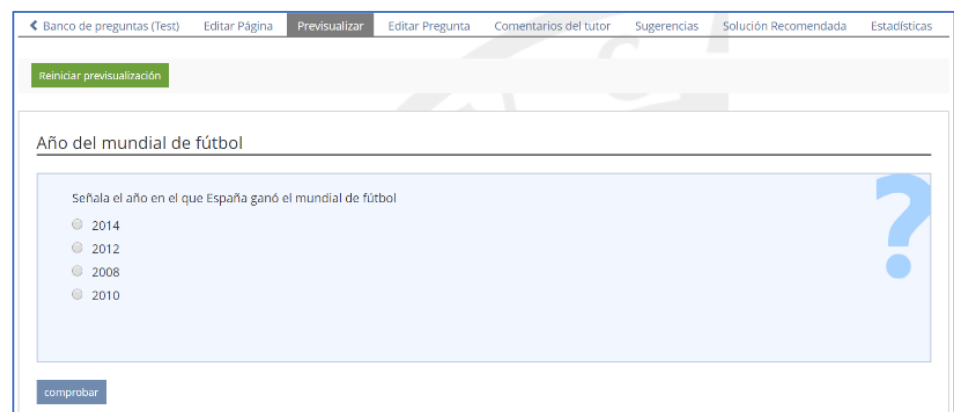 Banco de preguntas (Test) Editar Página Previsualizar Editar Pregunta Comentarios del tutor Sugerencias Solución Recomendada Estadísticas
Reiniciar previsualización
Año del mundial de fútbol
Señala el año en el que España ganó el mundial de fútbol
2014
2012
2008
2010
?
comprobar